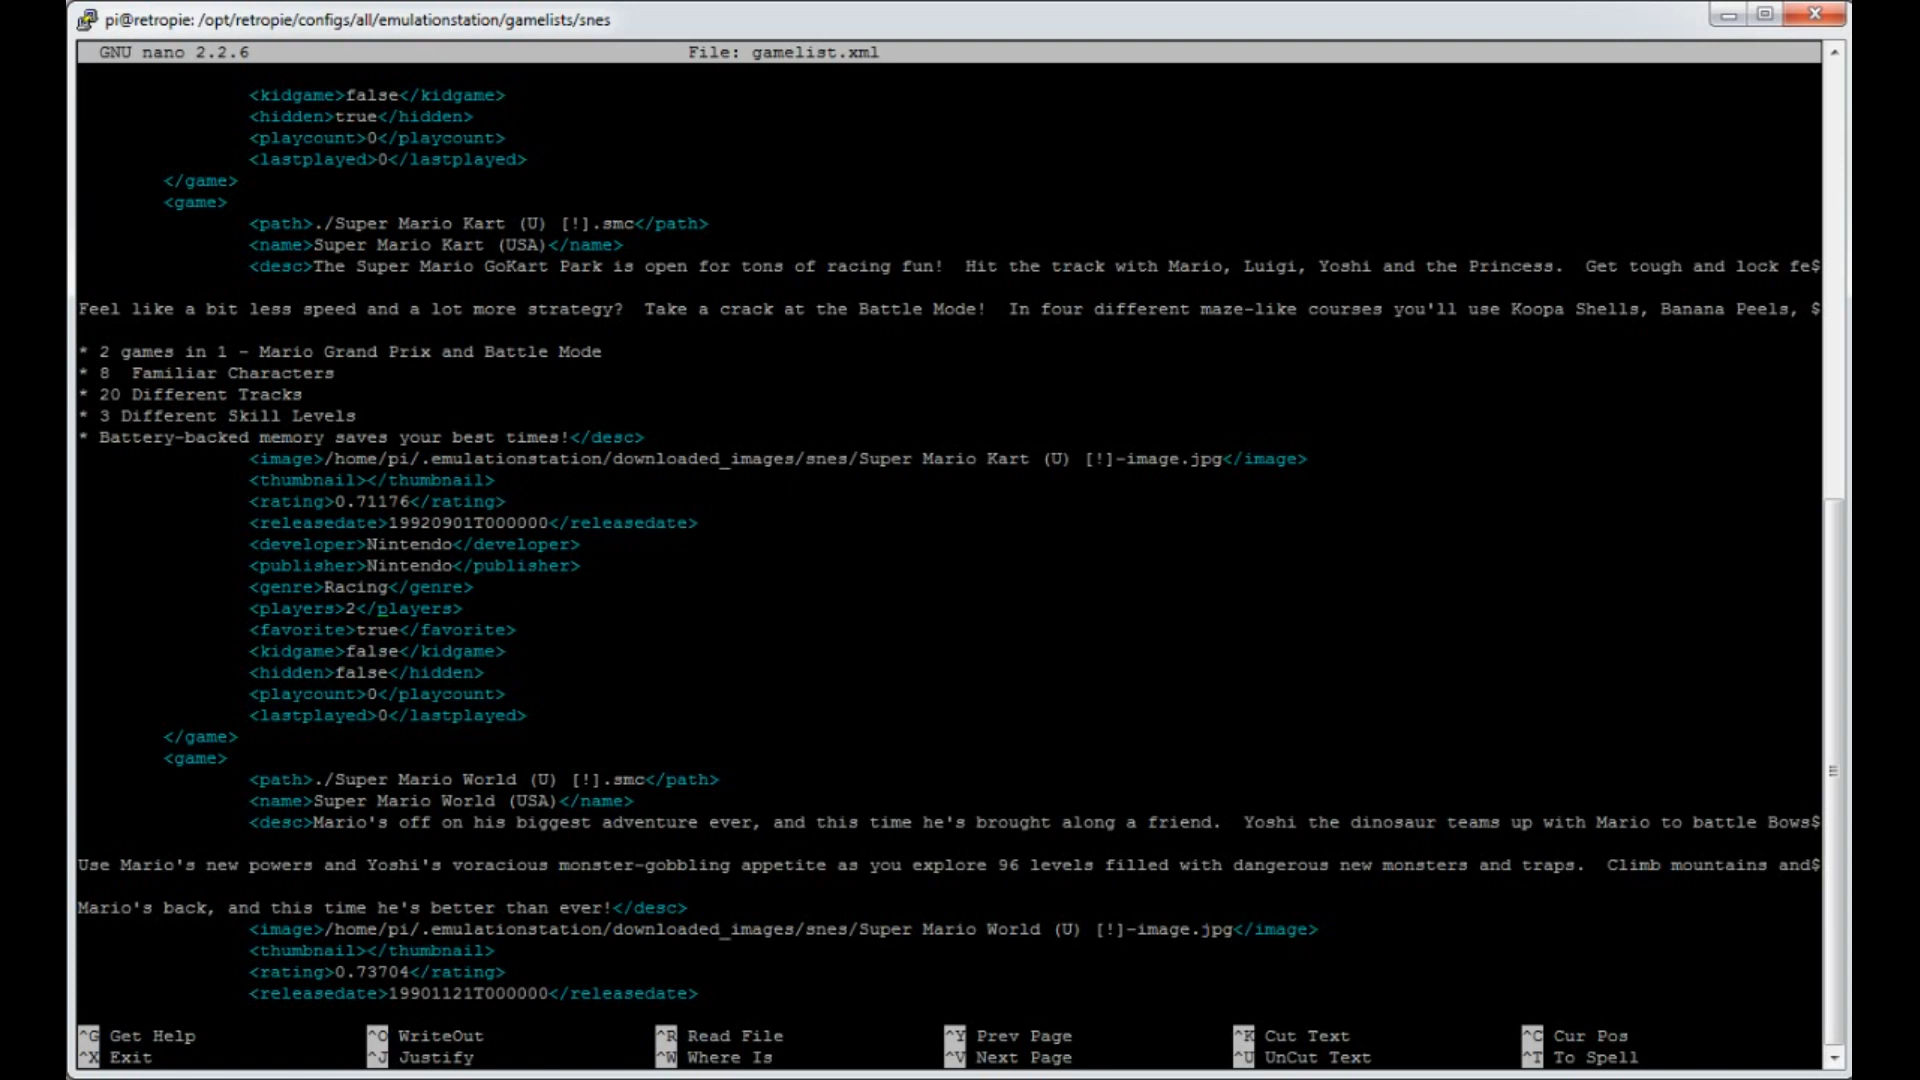 pi@retropie: /opt/retropie/configs/all/emulationstation/gamelists/snes
GNU nano 2.2.6 File: gamelist.xml
<kidgame>false</kidgame>
<hidden>true</hidden>
<playcount>0</playcount>
<lastplayed>0</lastplayed>
</game>
<game>
<path>./Super Mario Kart (U) [!].smc</path>
<name>Super Mario Kart (USA)</name>
<desc>The Super Mario GoKart Park is open for tons of racing fun!  Hit the track with Mario, Luigi, Yoshi and the Princess.  Get tough and lock fe$
Feel like a bit less speed and a lot more strategy?  Take a crack at the Battle Mode!  In four different maze-like courses you'll use Koopa Shells, Banana Peels, $
* 2 games in 1 - Mario Grand Prix and Battle Mode
* 8  Familiar Characters
* 20 Different Tracks
* 3 Different Skill Levels
* Battery-backed memory saves your best times!</desc>
<image>/home/pi/.emulationstation/downloaded_images/snes/Super Mario Kart (U) [!]-image.jpg</image>
<thumbnail></thumbnail>
<rating>0.71176</rating>
<releasedate>19920901T000000</releasedate>
<developer>Nintendo</developer>
<publisher>Nintendo</publisher>
<genre>Racing</genre>
<players>2</players>
<favorite>true</favorite>
<kidgame>false</kidgame>
<hidden>false</hidden>
<playcount>0</playcount>
<lastplayed>0</lastplayed>
</game>
<game>
<path>./Super Mario World (U) [!].smc</path>
<name>Super Mario World (USA)</name>
<desc>Mario's off on his biggest adventure ever, and this time he's brought along a friend.  Yoshi the dinosaur teams up with Mario to battle Bows$
Use Mario's new powers and Yoshi's voracious monster-gobbling appetite as you explore 96 levels filled with dangerous new monsters and traps.  Climb mountains and$
Mario's back, and this time he's better than ever!</desc>
<image>/home/pi/.emulationstation/downloaded_images/snes/Super Mario World (U) [!]-image.jpg</image>
<thumbnail></thumbnail>
<rating>0.73704</rating>
<releasedate>19901121T000000</releasedate>
^G Get Help ^O WriteOut ^R Read File ^Y Prev Page ^K Cut Text ^C Cur Pos
^X Exit ^J Justify ^W Where Is ^V Next Page ^U UnCut Text ^T To Spell